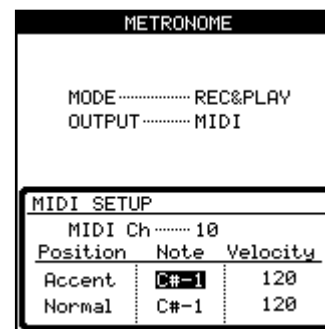 METRONOME
MODE ··············· REC&PLAY
OUTPUT ·········· MIDI
MIDI SETUP
MIDI Ch ········ 10
Position Note Velocity
Accent C#-1 120
Normal C#-1 120